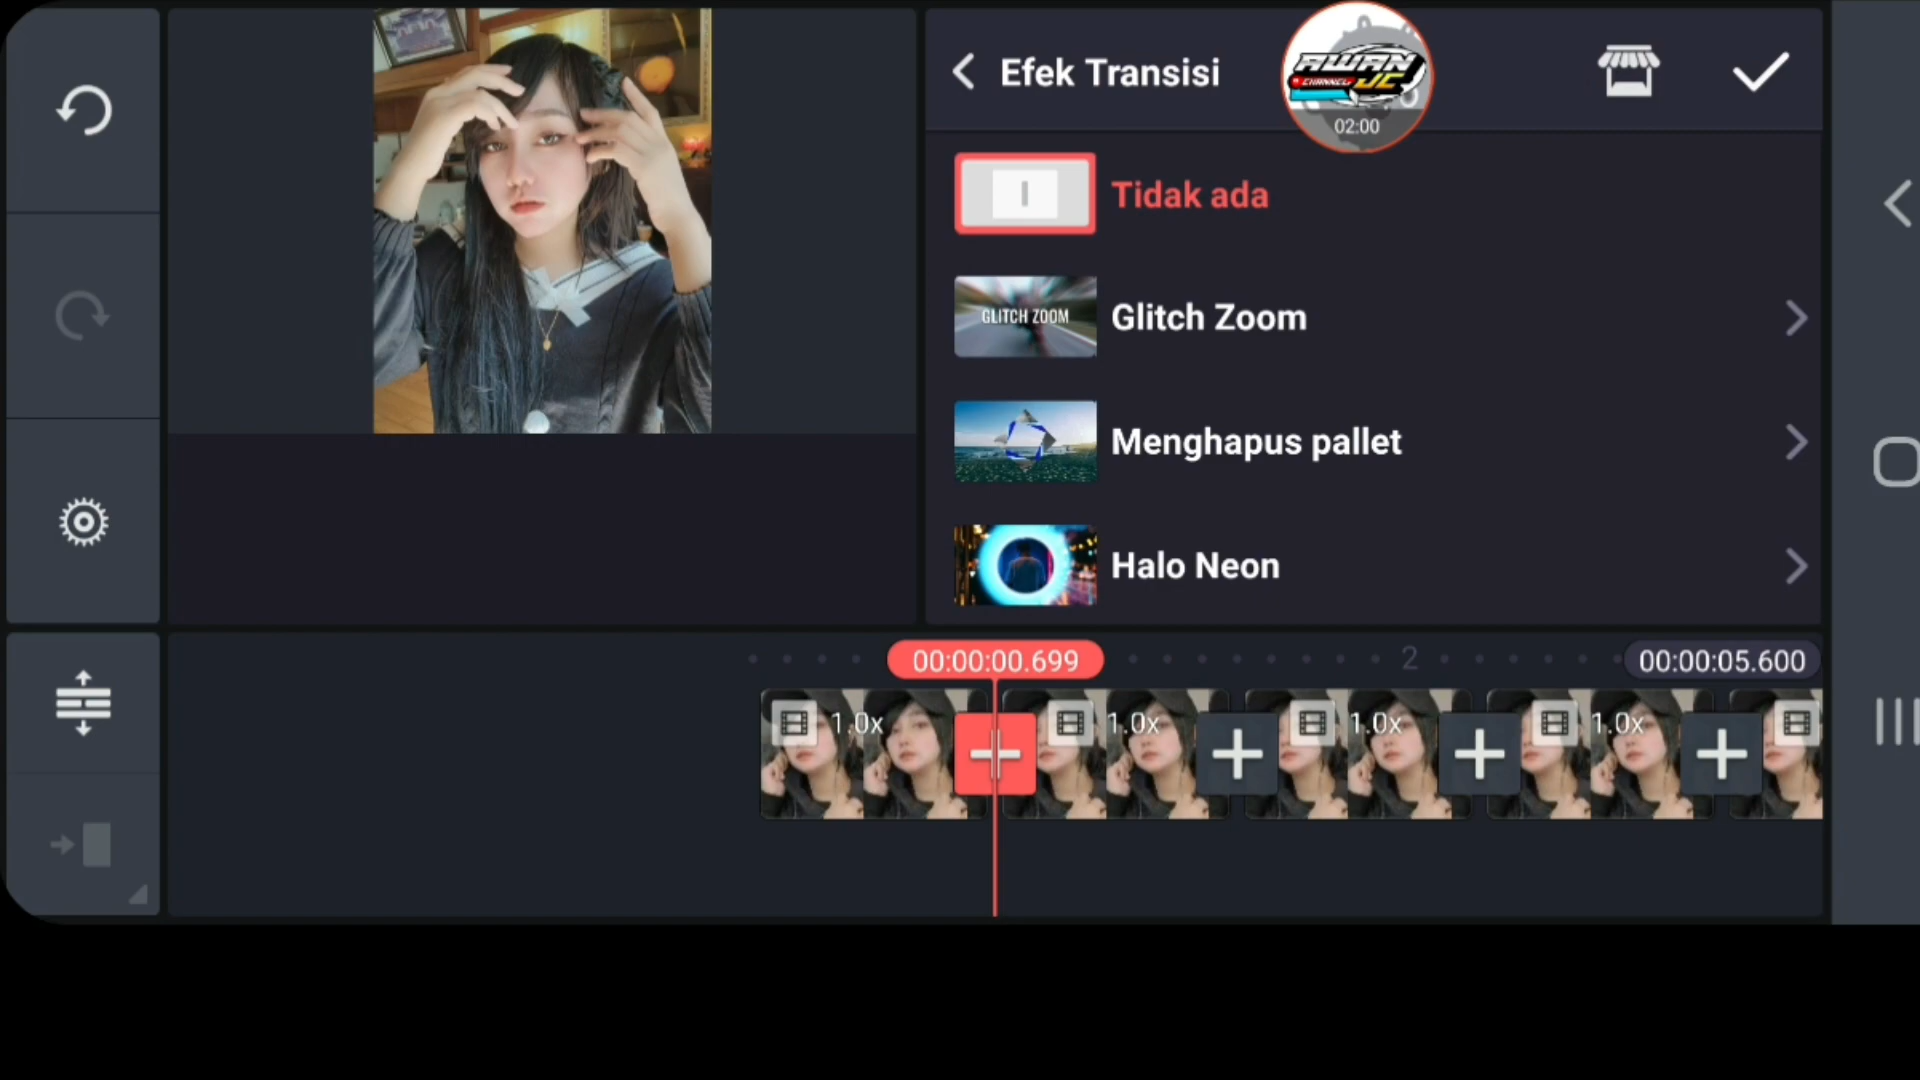 Efek Transisi
AWAN
CHANNEL JC
02:00
Tidak ada
GLITCH ZOOM
Glitch Zoom
Menghapus pallet
Halo Neon
00:00:00.699
2
00:00:05.600
1.0x
1.0x
1.0x
1.0x